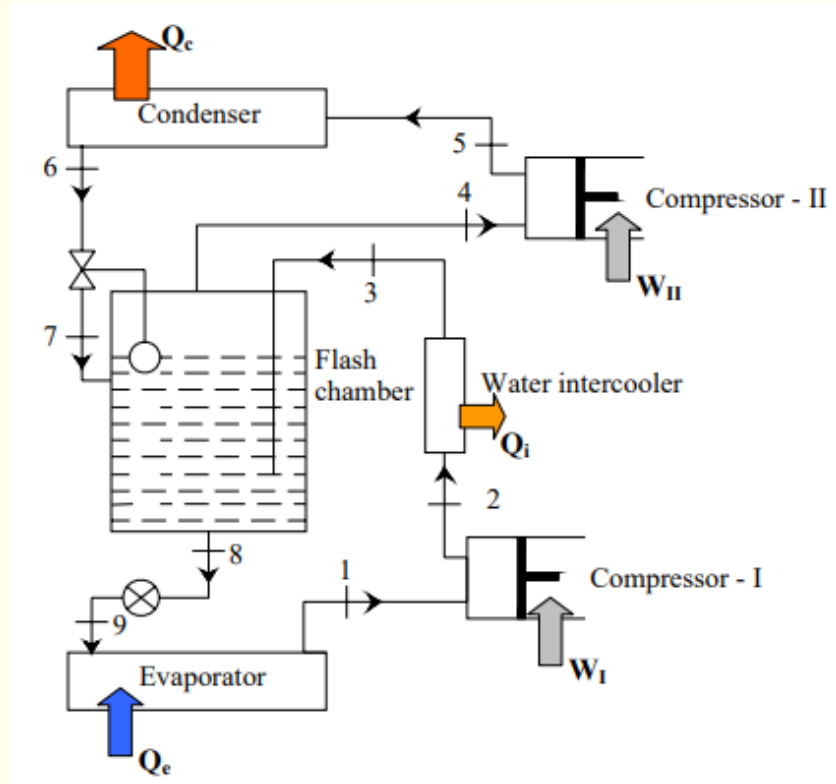 Qc
Condenser
5
6
4
Compressor - II
3
WII
7
Flash
chamber
Water intercooler
Qi
2
8
1
Compressor - I
9
Evaporator
WI
Qe